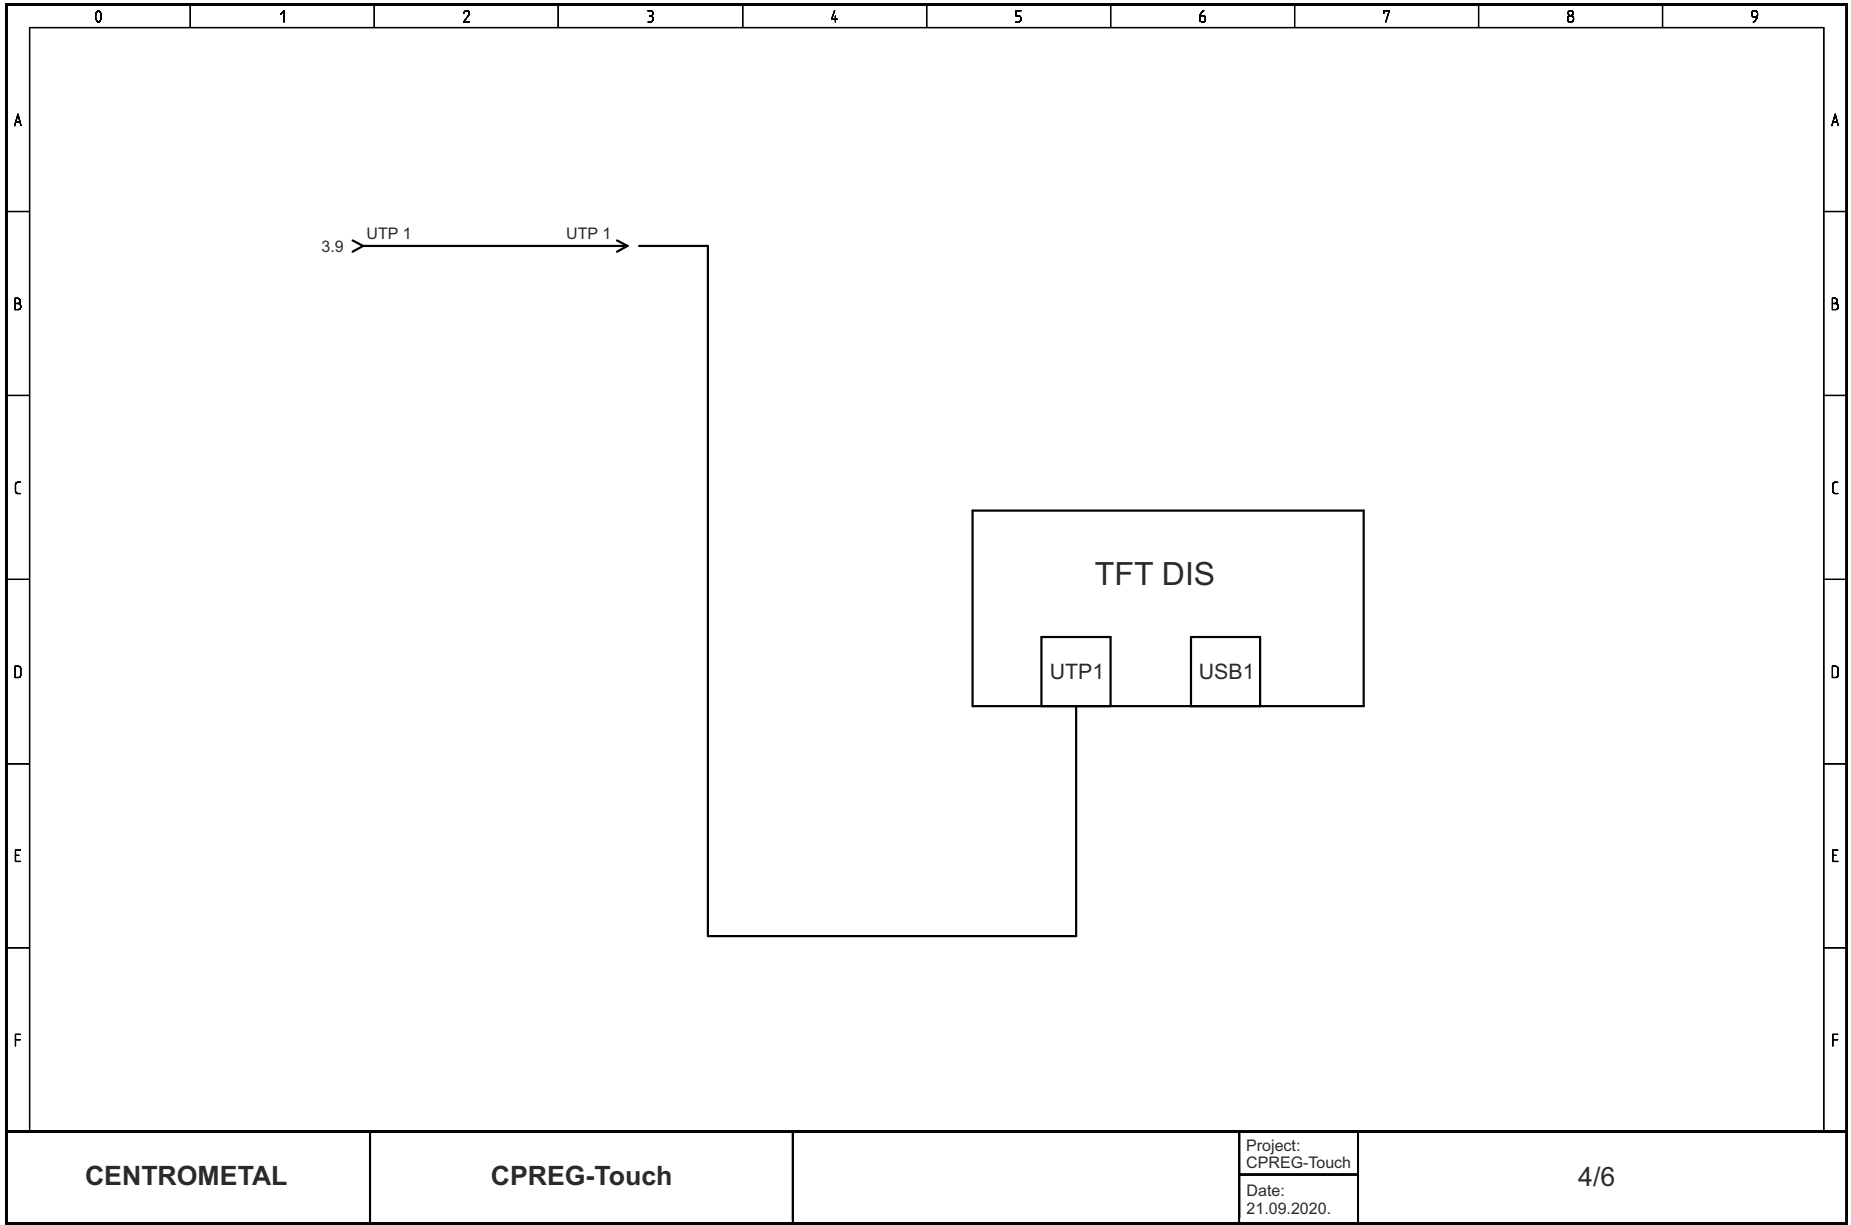 0 1 2 3 4 5 6 7 8 9
A A
UTP 1 UTP 1
3.9
B B
C C
TFT DIS
UTP1 USB1
D D
E E
F F
CENTROMETAL
CPREG-Touch
Project:
CPREG-Touch
Date:
21.09.2020.
4/6